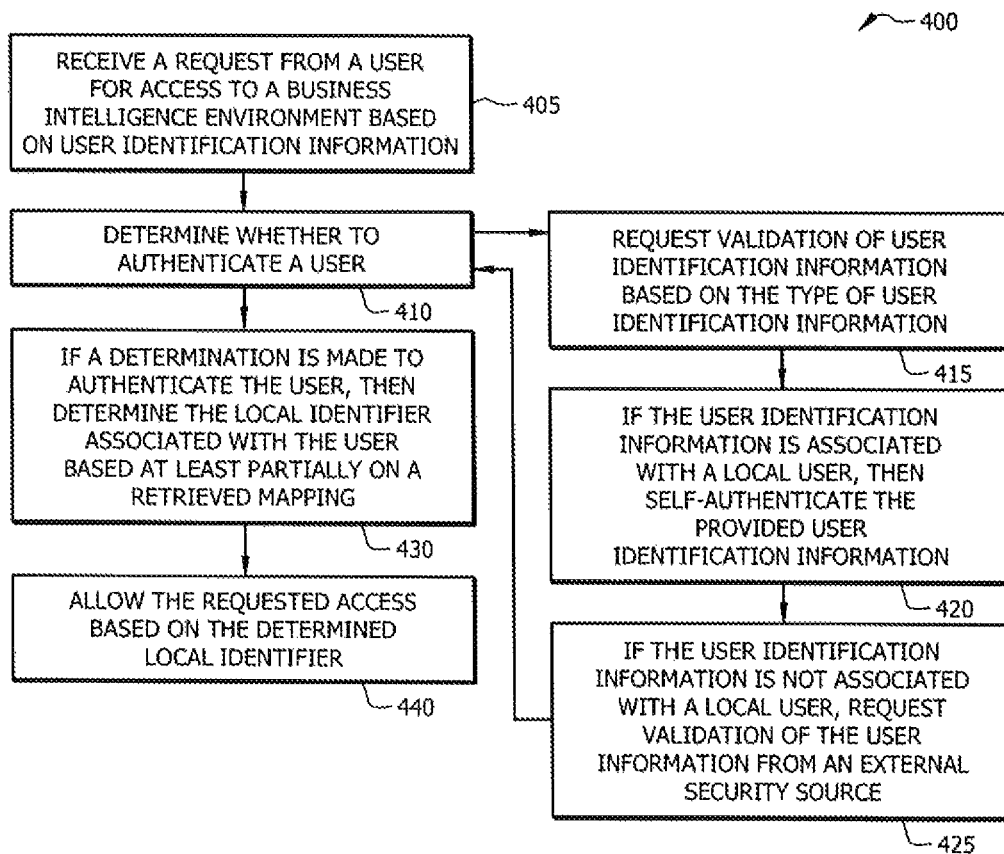 400
RECEIVE A REQUEST FROM A USER
FOR ACCESS TO A BUSINESS
INTELLIGENCE ENVIRONMENT BASED
ON USER IDENTIFICATION INFORMATION
405
DETERMINE WHETHER TO
AUTHENTICATE A USER
410
REQUEST VALIDATION OF USER
IDENTIFICATION INFORMATION
BASED ON THE TYPE OF USER
IDENTIFICATION INFORMATION
415
IF THE USER IDENTIFICATION
INFORMATION IS ASSOCIATED
WITH A LOCAL USER, THEN
SELF-AUTHENTICATE THE
PROVIDED USER
IDENTIFICATION INFORMATION
420
IF THE USER IDENTIFICATION
INFORMATION IS NOT ASSOCIATED
WITH A LOCAL USER, REQUEST
VALIDATION OF THE USER
INFORMATION FROM AN EXTERNAL
SECURITY SOURCE
425
IF A DETERMINATION IS MADE TO
AUTHENTICATE THE USER, THEN
DETERMINE THE LOCAL IDENTIFIER
ASSOCIATED WITH THE USER
BASED AT LEAST PARTIALLY ON A
RETRIEVED MAPPING
430
ALLOW THE REQUESTED ACCESS
BASED ON THE DETERMINED
LOCAL IDENTIFIER
440